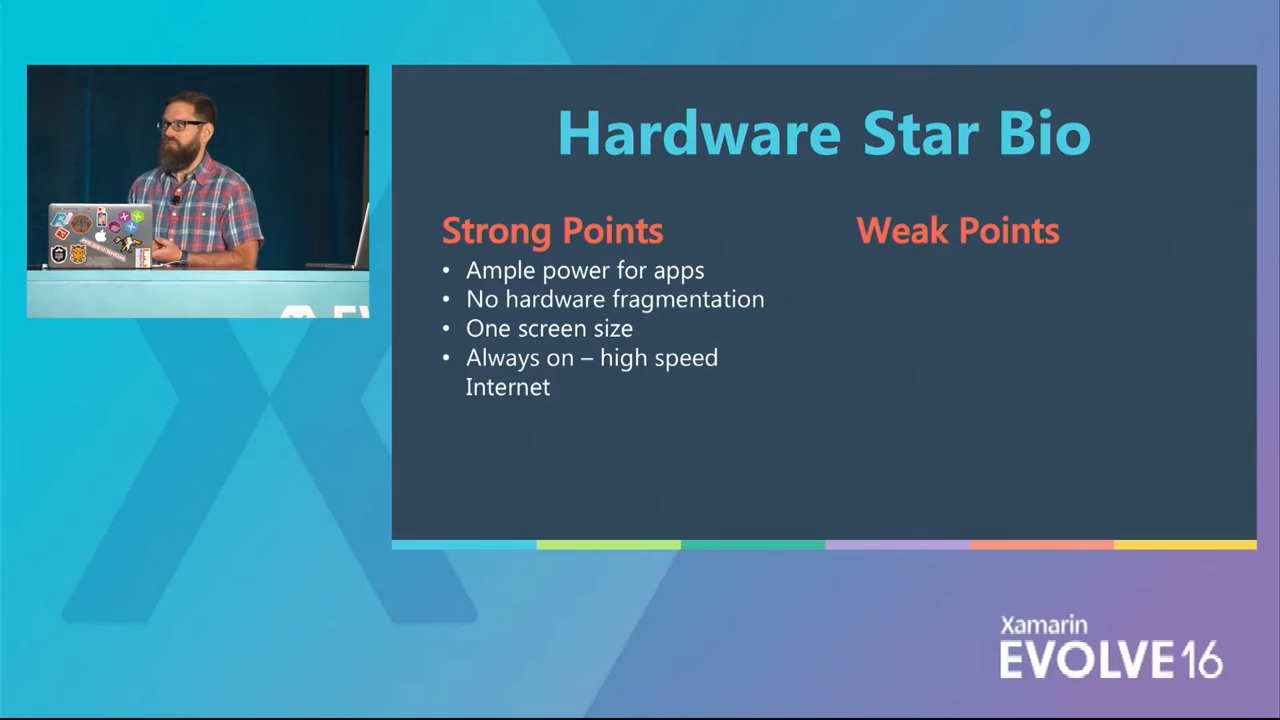 Hardware Star Bio
Strong Points
• Ample power for apps
• No hardware fragmentation
• One screen size
• Always on – high speed
Internet
Weak Points
Xamarin
EVOLVE16